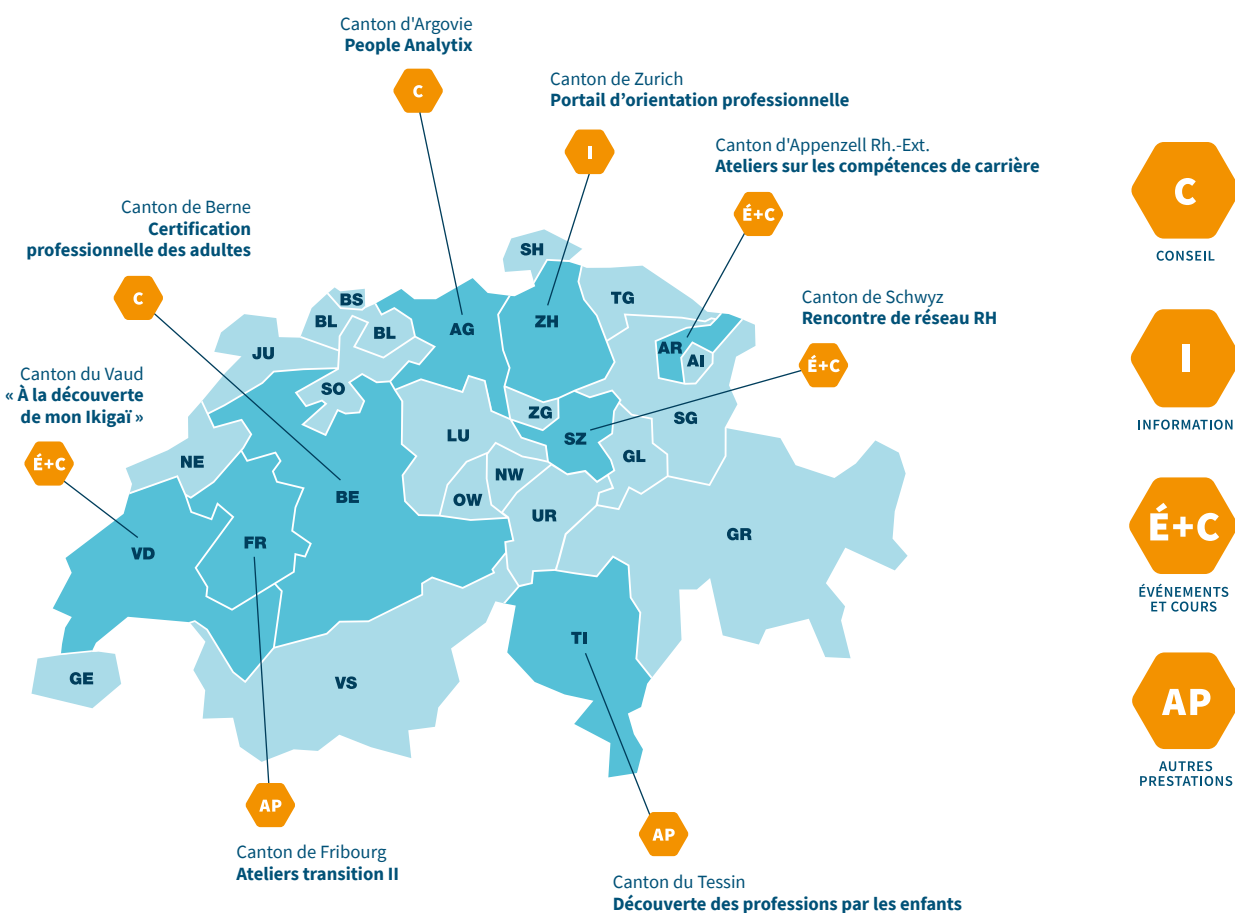 Canton d'Argovie
People Analytix
C
Canton de Zurich
Portail d’orientation professionnelle
I
Canton d'Appenzell Rh.-Ext.
Ateliers sur les compétences de carrière
É+C
Canton de Berne
Certification
professionnelle des adultes
C
Canton de Schwyz
Rencontre de réseau RH
É+C
Canton du Vaud
« À la découverte
de mon Ikigaï »
É+C
SH
BS
BL
BL
AG
ZH
TG
JU
AR
AI
SO
ZG
LU
SZ
SG
NE
GL
NW
BE
OW
UR
VD
FR
GR
TI
GE
VS
AP
Canton de Fribourg
Ateliers transition II
AP
Canton du Tessin
Découverte des professions par les enfants
C
CONSEIL
I
INFORMATION
É+C
ÉVÉNEMENTS
ET COURS
AP
AUTRES
PRESTATIONS